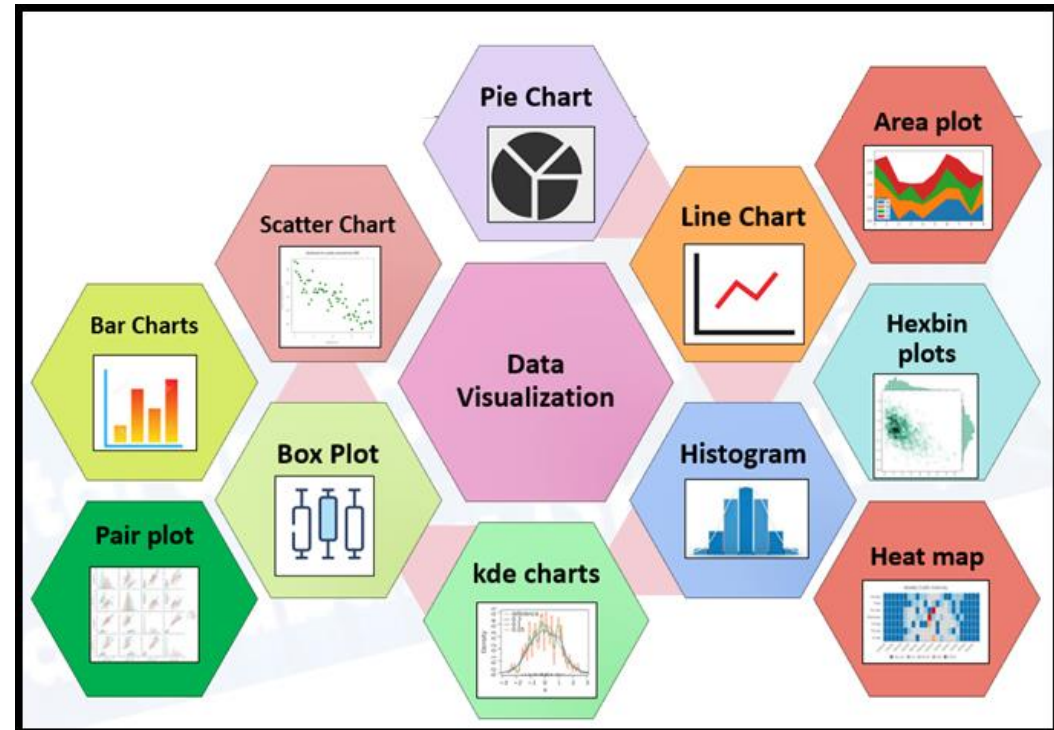 Pie Chart
Area plot
Scatter Chart
Line Chart
Bar Charts
Hexbin
plots
Data
Visualization
Box Plot
Histogram
Pair plot
kde charts
Heat map
Density